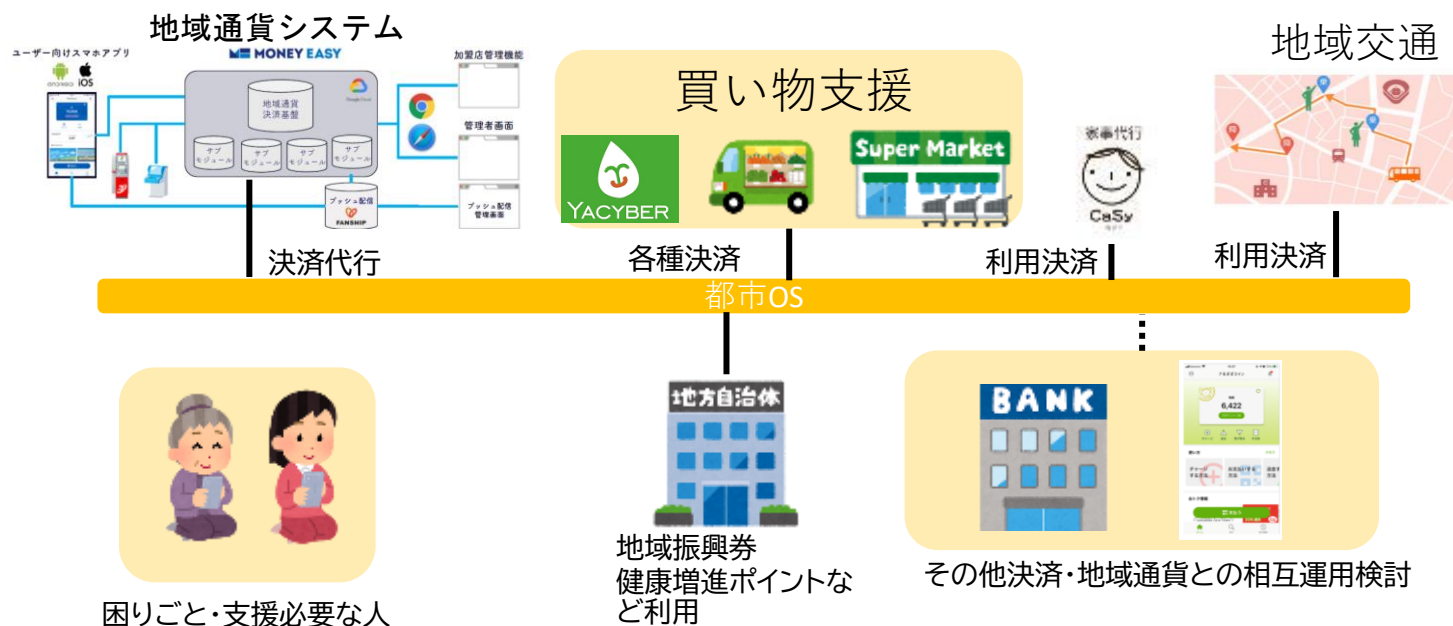 地域通貨システム
ユーザー向けスマホアプリ
android iOS
MONEY EASY
加盟店管理機能
Google Cloud
地域通貨
決済基盤
サブ
モジュール
サブ
モジュール
サブ
モジュール
サブ
モジュール
管理者画面
プッシュ配信
FANSHIP
プッシュ配信
管理画面
買い物支援
YACYBER
Super Market
家事代行
CaSy
地域交通
決済代行
各種決済
利用決済
利用決済
都市OS
困りごと・支援必要な人
地方自治体
地域振興券
健康増進ポイントな
ど利用
BANK
6,422
その他決済・地域通貨との相互運用検討